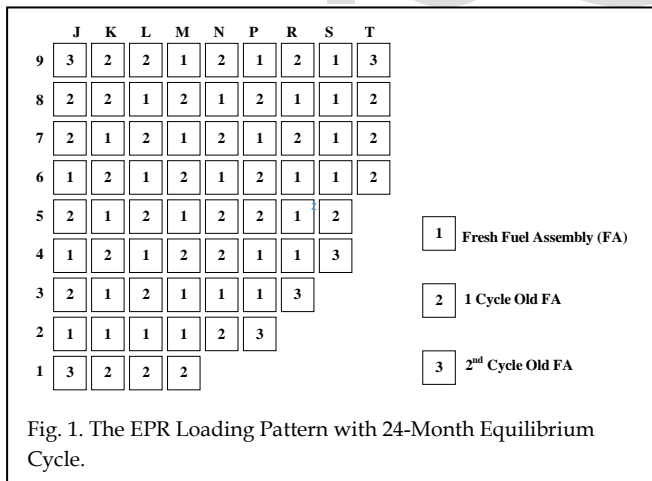 J K L M N P R S T
9 3 2 2 1 2 1 2 1 3
8 2 2 1 2 1 2 1 1 2
7 2 1 2 1 2 1 2 1 2
6 1 2 1 2 1 2 1 1 2
5 2 1 2 1 2 2 1 2 2
1 Fresh Fuel Assembly (FA)
4 1 2 1 2 2 1 1 3
3 2 1 2 1 1 1 3
2 1 Cycle Old FA
2 1 1 1 1 2 3
3 2nd Cycle Old FA
1 3 2 2 2
Fig. 1. The EPR Loading Pattern with 24-Month Equilibrium
Cycle.